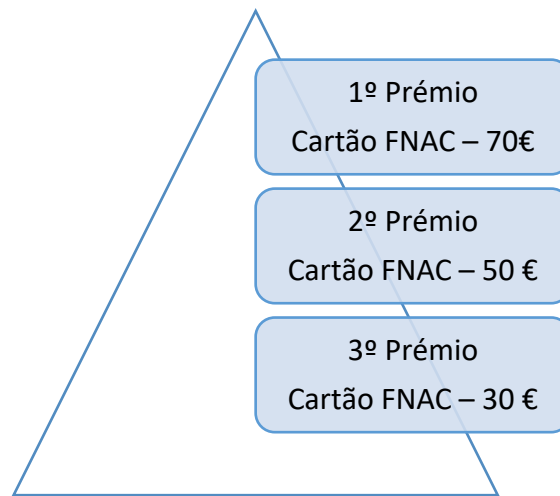 1º Prémio
Cartão FNAC – 70€
2º Prémio
Cartão FNAC – 50 €
3º Prémio
Cartão FNAC – 30 €